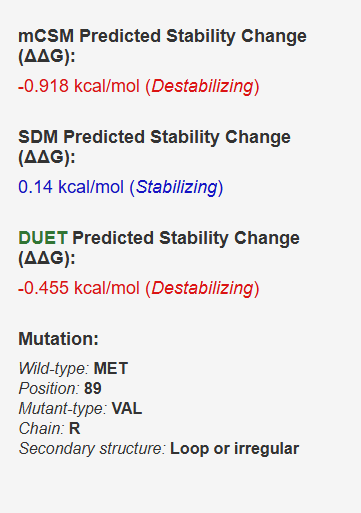 mCSM Predicted Stability Change
(ΔΔG):
-0.918 kcal/mol (Destabilizing)
SDM Predicted Stability Change
(ΔΔG):
0.14 kcal/mol (Stabilizing)
DUET Predicted Stability Change
(ΔΔG):
-0.455 kcal/mol (Destabilizing)
Mutation:
Wild-type: MET
Position: 89
Mutant-type: VAL
Chain: R
Secondary structure: Loop or irregular